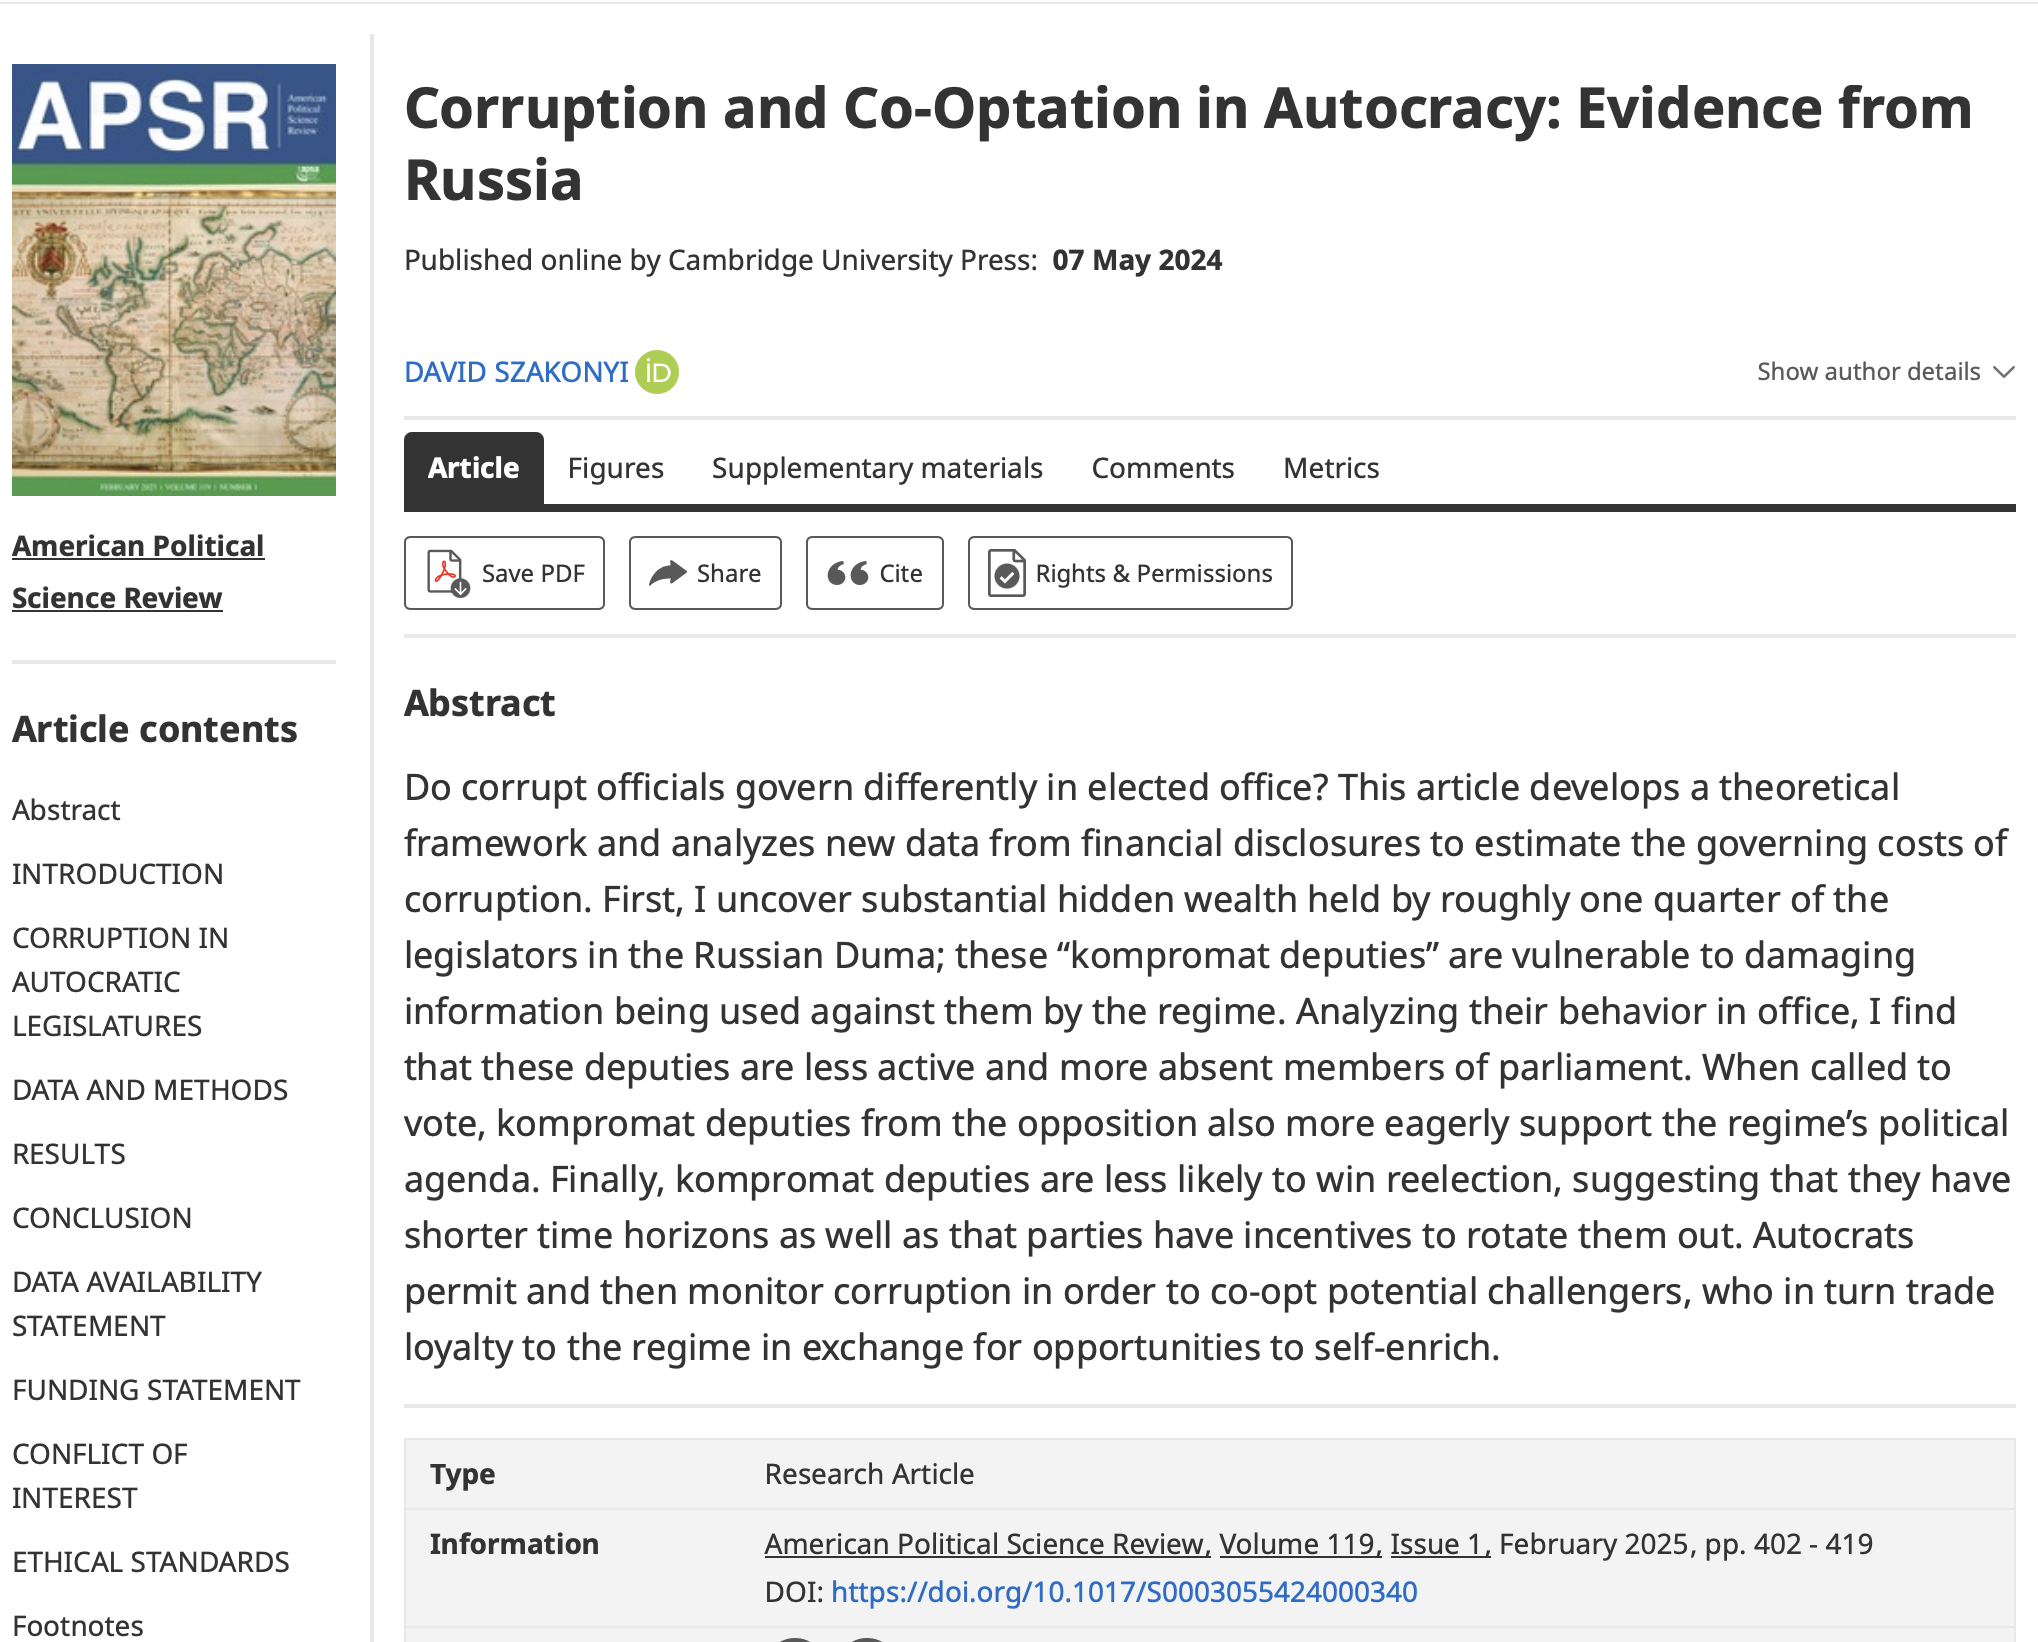 APSR
American
Political
Science
Review
FEBRUARY 2025 | VOLUME 119 | NUMBER 1
American Political
Science Review
Article contents
Abstract
INTRODUCTION
CORRUPTION IN
AUTOCRATIC
LEGISLATURES
DATA AND METHODS
RESULTS
CONCLUSION
DATA AVAILABILITY
STATEMENT
FUNDING STATEMENT
CONFLICT OF
INTEREST
ETHICAL STANDARDS
Footnotes
Corruption and Co-Optation in Autocracy: Evidence from
Russia
Published online by Cambridge University Press: 07 May 2024
DAVID SZAKONYI iD
Show author details
Article Figures Supplementary materials Comments Metrics
Save PDF Share Cite Rights & Permissions
Abstract
Do corrupt officials govern differently in elected office? This article develops a theoretical
framework and analyzes new data from financial disclosures to estimate the governing costs of
corruption. First, I uncover substantial hidden wealth held by roughly one quarter of the
legislators in the Russian Duma; these “kompromat deputies” are vulnerable to damaging
information being used against them by the regime. Analyzing their behavior in office, I find
that these deputies are less active and more absent members of parliament. When called to
vote, kompromat deputies from the opposition also more eagerly support the regime’s political
agenda. Finally, kompromat deputies are less likely to win reelection, suggesting that they have
shorter time horizons as well as that parties have incentives to rotate them out. Autocrats
permit and then monitor corruption in order to co-opt potential challengers, who in turn trade
loyalty to the regime in exchange for opportunities to self-enrich.
Type Research Article
Information American Political Science Review, Volume 119, Issue 1, February 2025, pp. 402 - 419
DOI: https://doi.org/10.1017/S0003055424000340